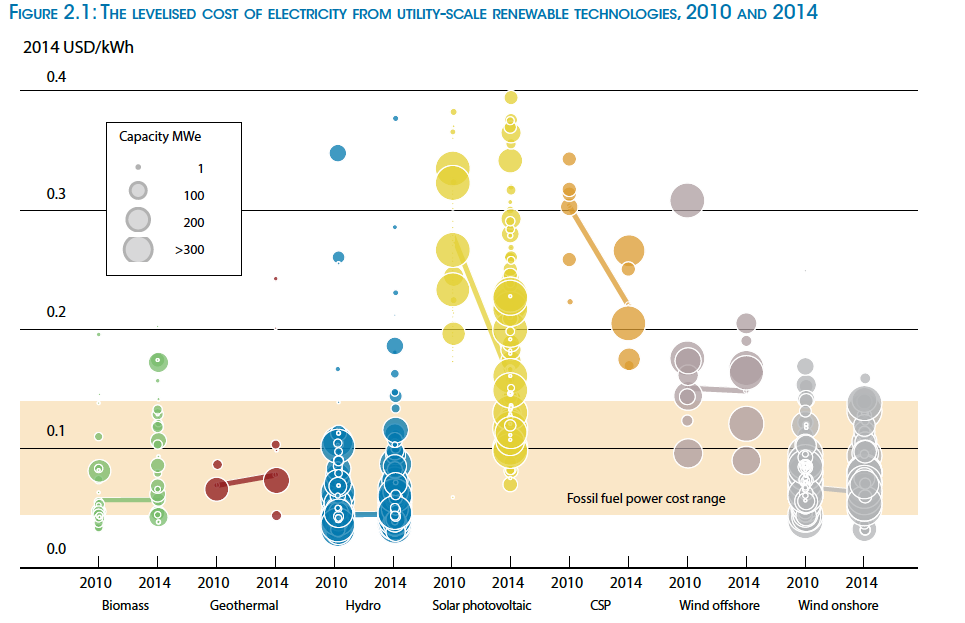 FIGURE 2.1: THE LEVELISED COST OF ELECTRICITY FROM UTILITY-SCALE RENEWABLE TECHNOLOGIES, 2010 AND 2014
2014 USD/kWh
0.4
Capacity MWe
1
100
200
>300
0.3
0.2
0.1
Fossil fuel power cost range
0.0
2010 2014 2010 2014 2010 2014 2010 2014 2010 2014 2010 2014 2010 2014
Biomass Geothermal Hydro Solar photovoltaic CSP Wind offshore Wind onshore